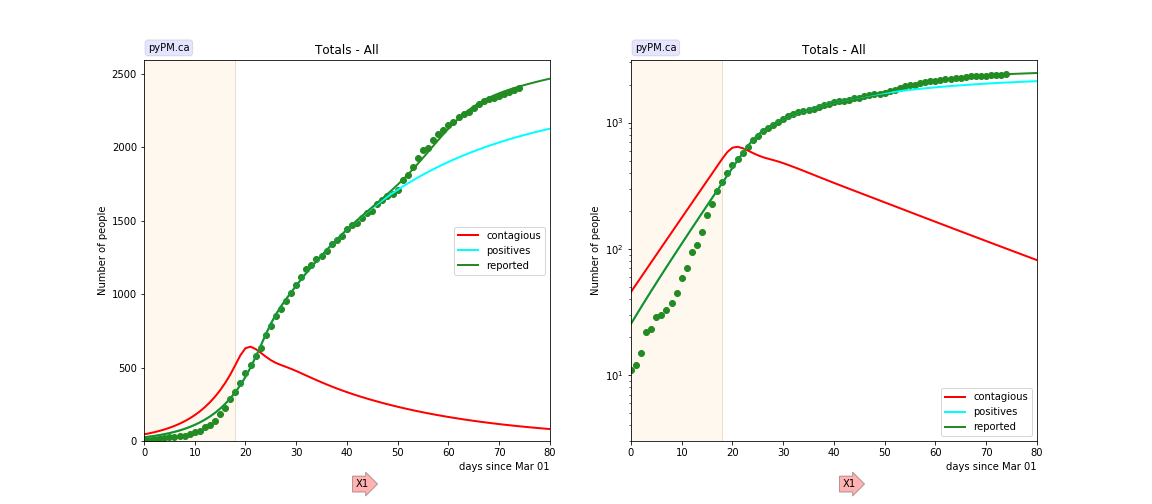 pyPM.ca
Totals - All
Number of people
2500
2000
1500
1000
500
0
contagious
positives
reported
0 10 20 30 40 50 60 70 80
days since Mar 01
X1
pyPM.ca
Totals - All
Number of people
10³
10²
10¹
contagious
positives
reported
0 10 20 30 40 50 60 70 80
days since Mar 01
X1